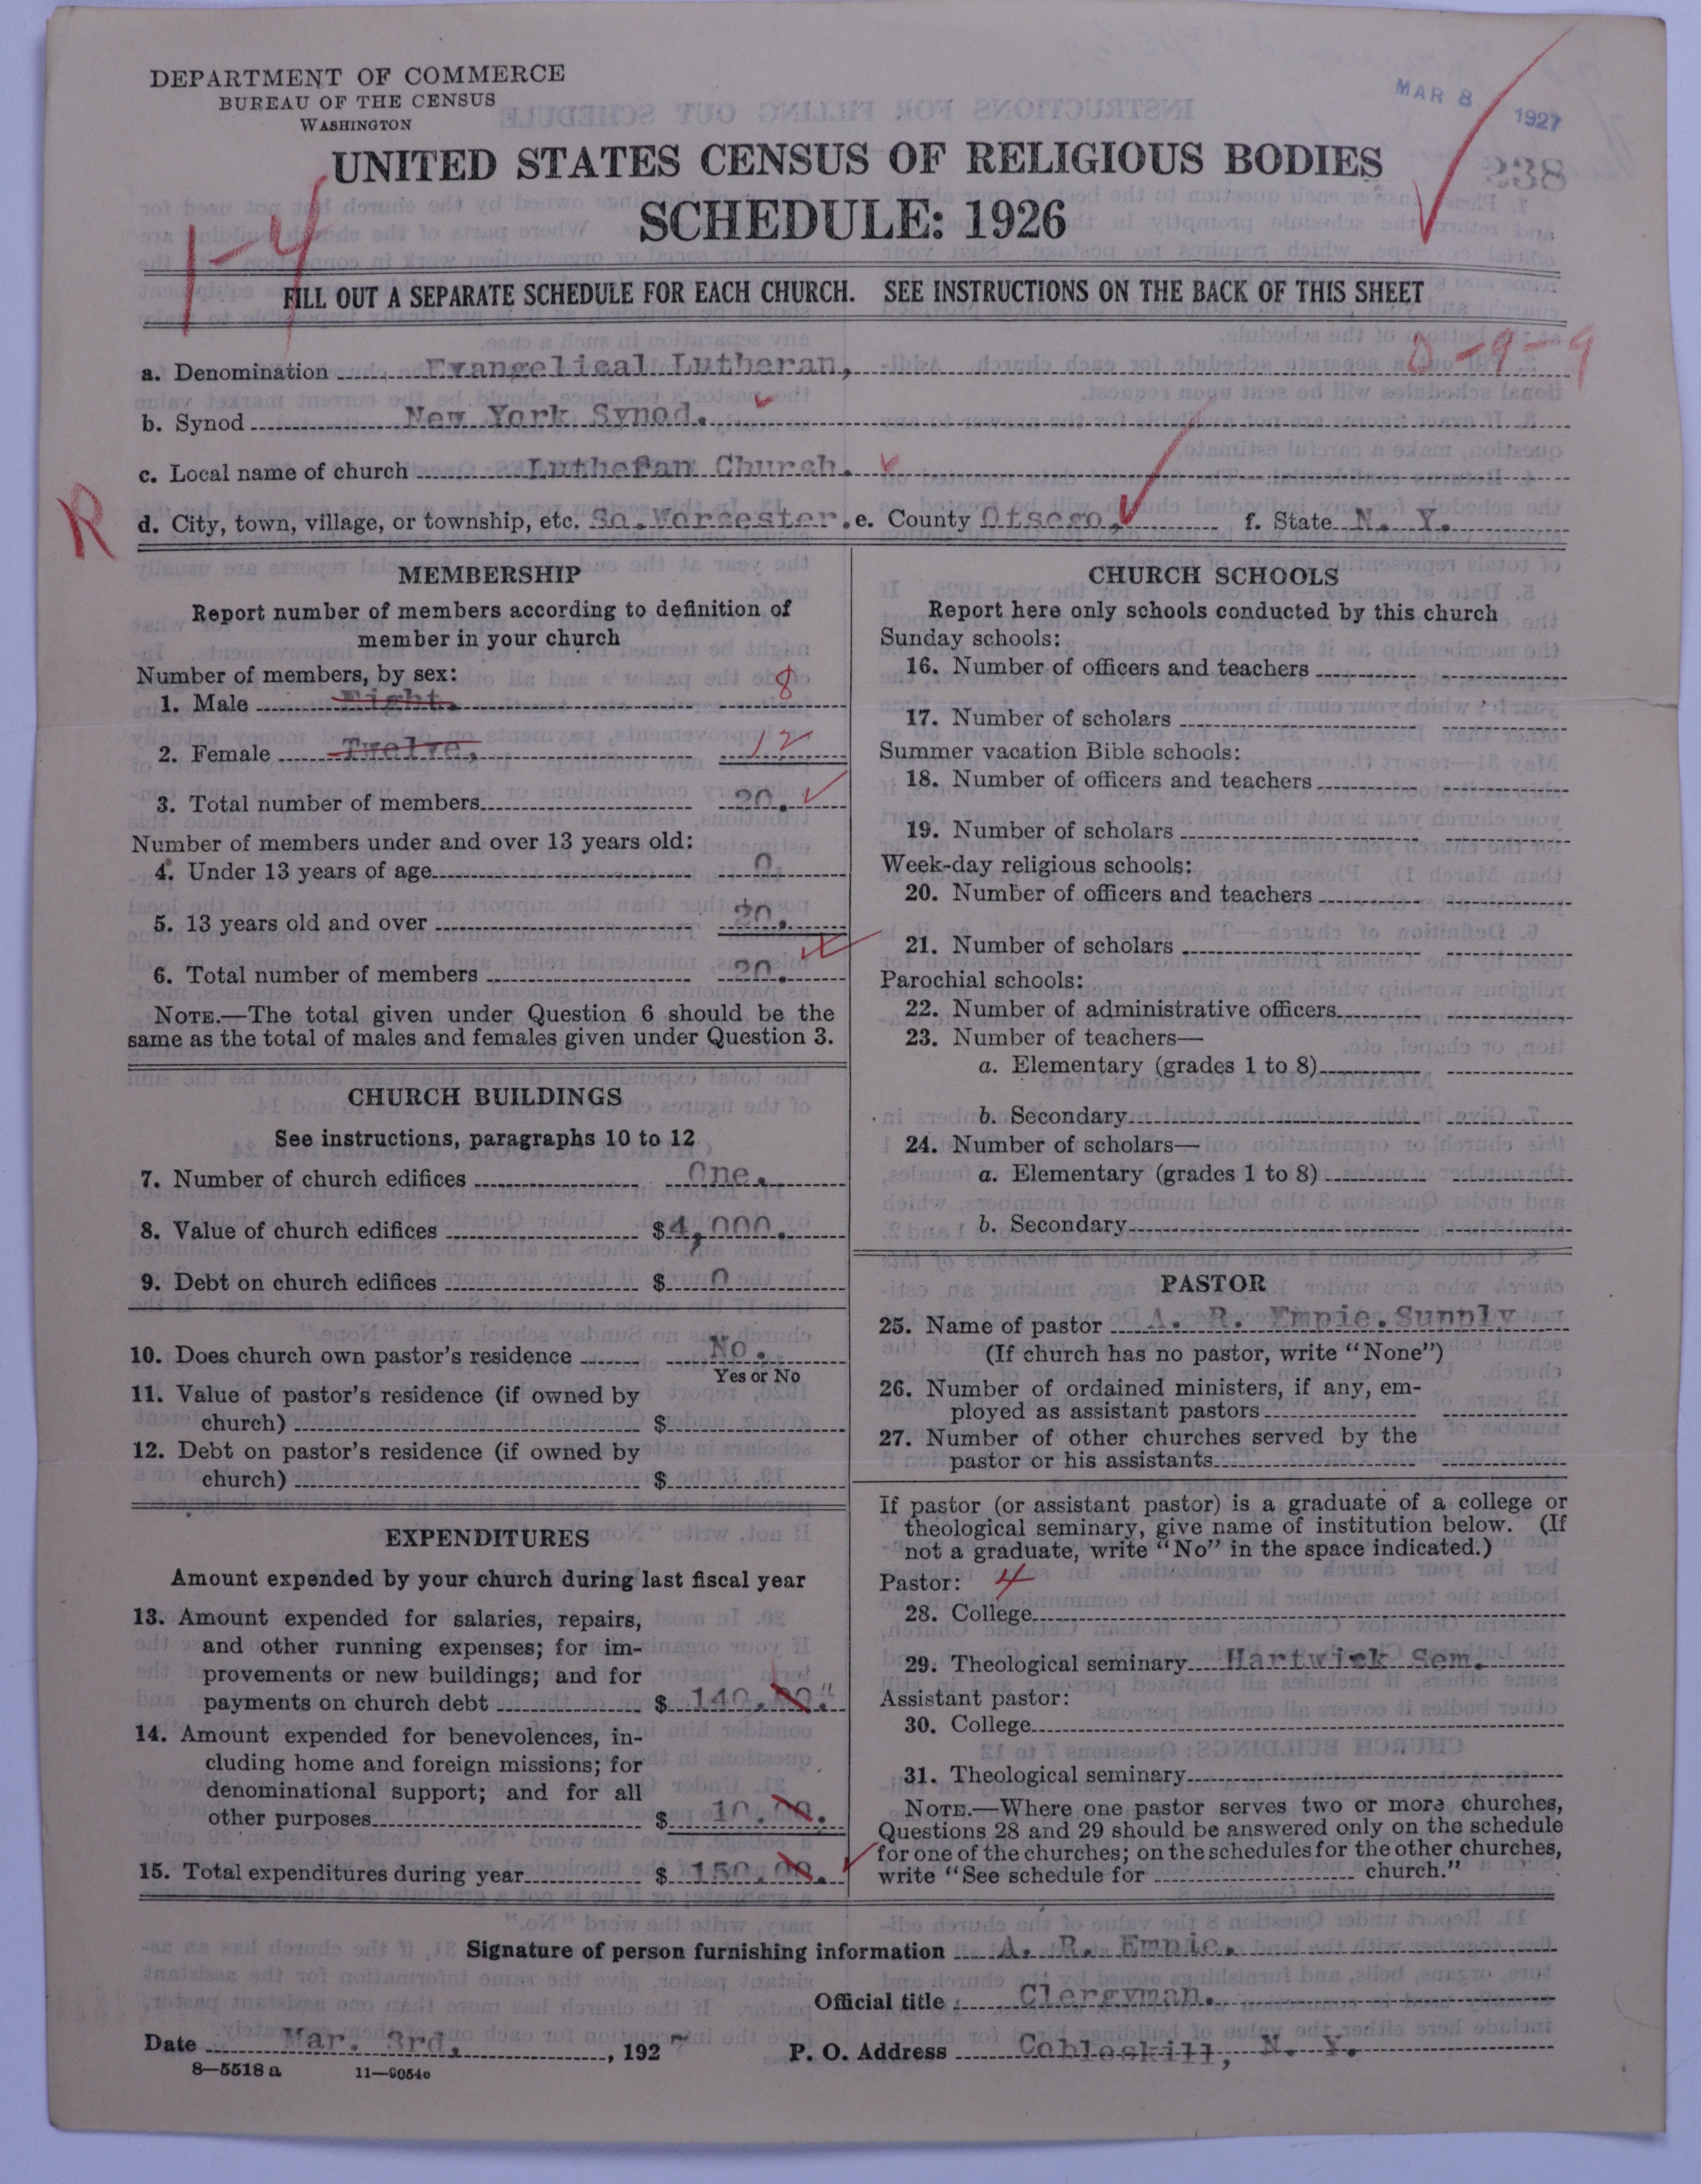 DEPARTMENT OF COMMERCE
BUREAU OF THE CENSUS
WASHINGTON
MAR 8 1927
238
UNITED STATES CENSUS OF RELIGIOUS BODIES
SCHEDULE: 1926
1-4
FILL OUT A SEPARATE SCHEDULE FOR EACH CHURCH. SEE INSTRUCTIONS ON THE BACK OF THIS SHEET
0-9-9
a. Denomination Evangelical Lutheran,
b. Synod New York Synod.
c. Local name of church Lutheran Church.
R
d. City, town, village, or township, etc. So. Worcester. e. County Otsego, f. State N. Y.
MEMBERSHIP
Report number of members according to definition of
member in your church
Number of members, by sex:
1. Male Eight. 8
2. Female Twelve, 12
3. Total number of members 20.
Number of members under and over 13 years old:
4. Under 13 years of age 0
5. 13 years old and over 20.
6. Total number of members 20.
NOTE.—The total given under Question 6 should be the
same as the total of males and females given under Question 3.
CHURCH BUILDINGS
See instructions, paragraphs 10 to 12
7. Number of church edifices One.
8. Value of church edifices $4,000.
9. Debt on church edifices $ 0
10. Does church own pastor's residence No.
Yes or No
11. Value of pastor's residence (if owned by
church) $
12. Debt on pastor's residence (if owned by
church) $
EXPENDITURES
Amount expended by your church during last fiscal year
13. Amount expended for salaries, repairs,
and other running expenses; for im-
provements or new buildings; and for
payments on church debt $ 140.00."
14. Amount expended for benevolences, in-
cluding home and foreign missions; for
denominational support; and for all
other purposes $ 10.00.
15. Total expenditures during year $ 150.00.
CHURCH SCHOOLS
Report here only schools conducted by this church
Sunday schools:
16. Number of officers and teachers
17. Number of scholars
Summer vacation Bible schools:
18. Number of officers and teachers
19. Number of scholars
Week-day religious schools:
20. Number of officers and teachers
21. Number of scholars
Parochial schools:
22. Number of administrative officers
23. Number of teachers—
a. Elementary (grades 1 to 8)
b. Secondary
24. Number of scholars—
a. Elementary (grades 1 to 8)
b. Secondary
PASTOR
25. Name of pastor A. R. Empie. Supply
(If church has no pastor, write "None")
26. Number of ordained ministers, if any, em-
ployed as assistant pastors
27. Number of other churches served by the
pastor or his assistants
If pastor (or assistant pastor) is a graduate of a college or
theological seminary, give name of institution below. (If
not a graduate, write "No" in the space indicated.)
Pastor: 4
28. College
29. Theological seminary Hartwick Sem.
Assistant pastor:
30. College
31. Theological seminary
NOTE.—Where one pastor serves two or more churches,
Questions 28 and 29 should be answered only on the schedule
for one of the churches; on the schedules for the other churches,
write "See schedule for church."
Signature of person furnishing information A. R. Empie.
Official title Clergyman.
Date Mar. 3rd, , 1927 P. O. Address Cobleskill, N. Y.
8—5518 a 11—9054o